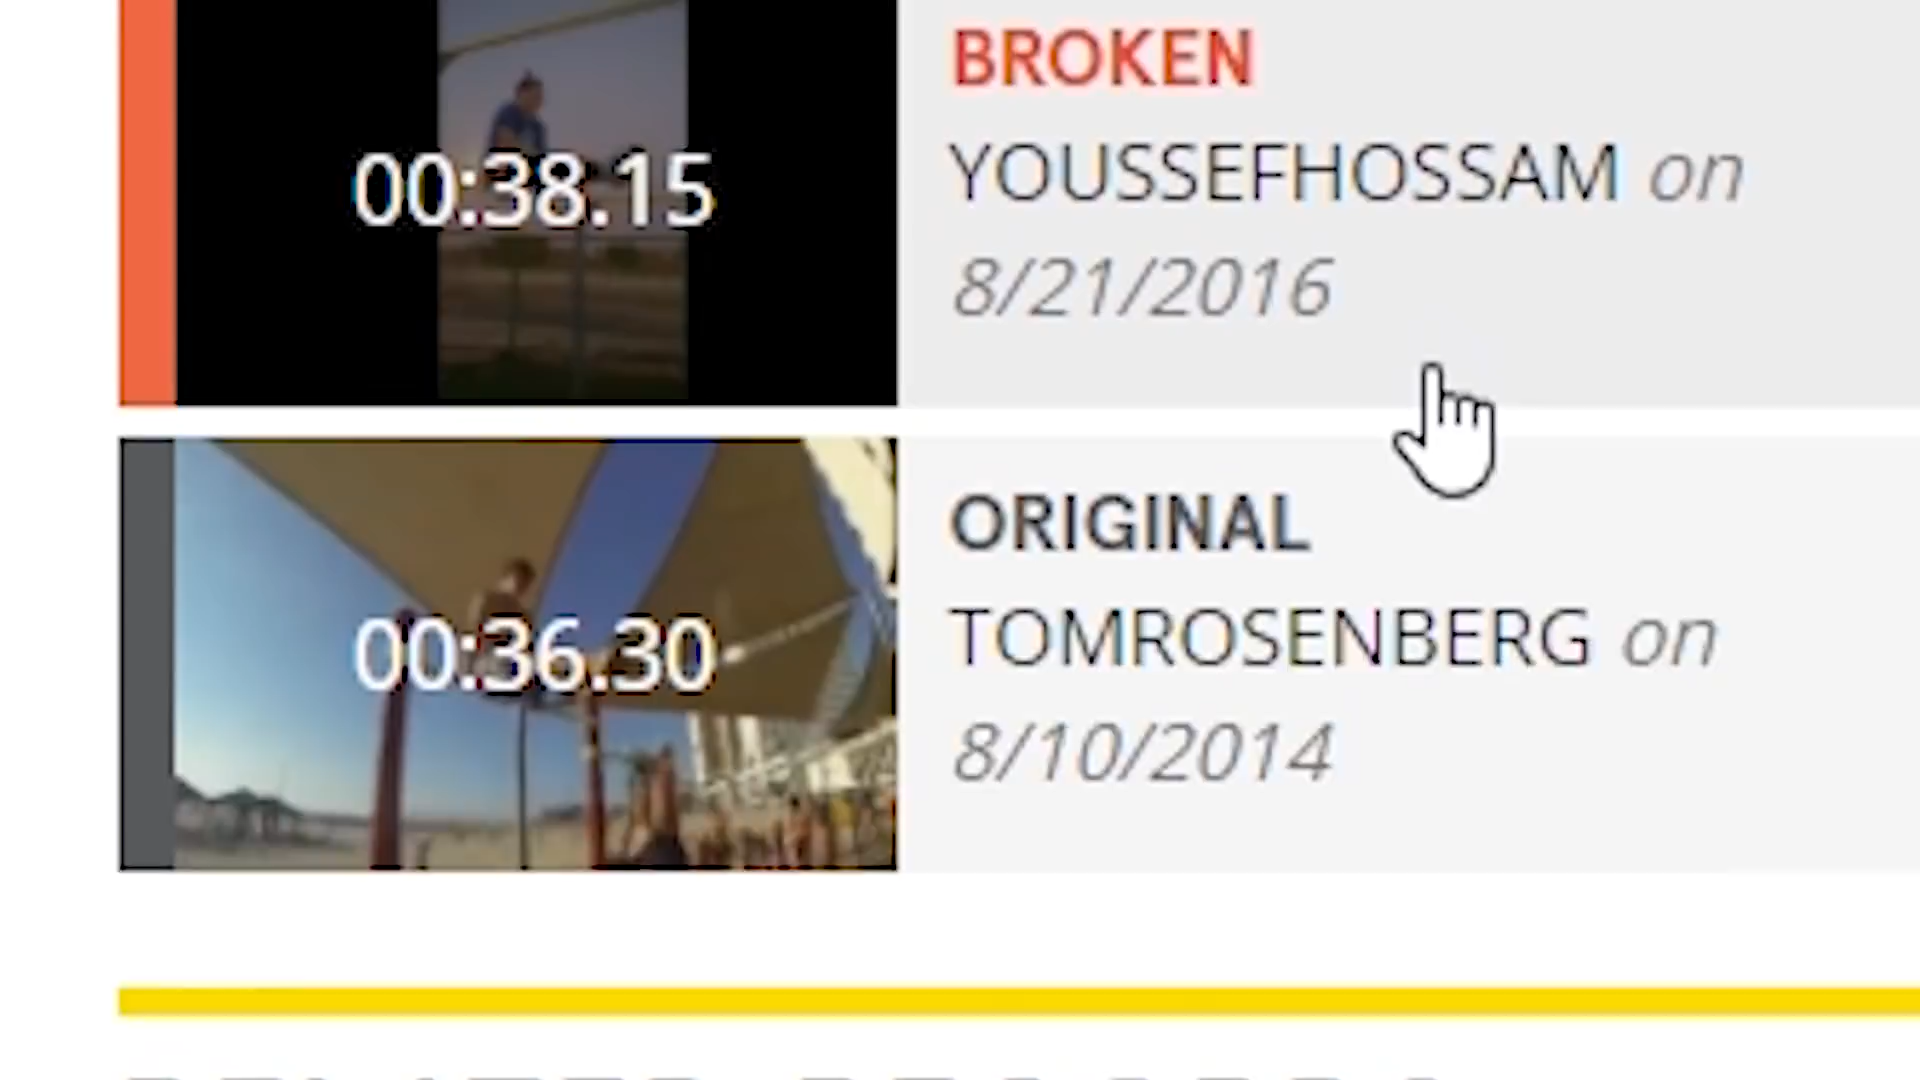 BROKEN
00:38.15
YOUSSEFHOSSAM on
8/21/2016
ORIGINAL
00:36.30
TOMROSENBERG on
8/10/2014